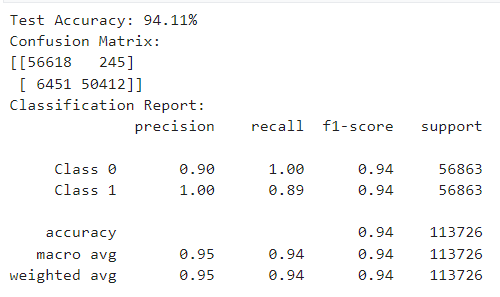 Test Accuracy: 94.11%
Confusion Matrix:
[[56618   245]
 [ 6451 50412]]
Classification Report:
              precision    recall  f1-score   support

     Class 0       0.90      1.00      0.94     56863
     Class 1       1.00      0.89      0.94     56863

    accuracy                           0.94    113726
   macro avg       0.95      0.94      0.94    113726
weighted avg       0.95      0.94      0.94    113726